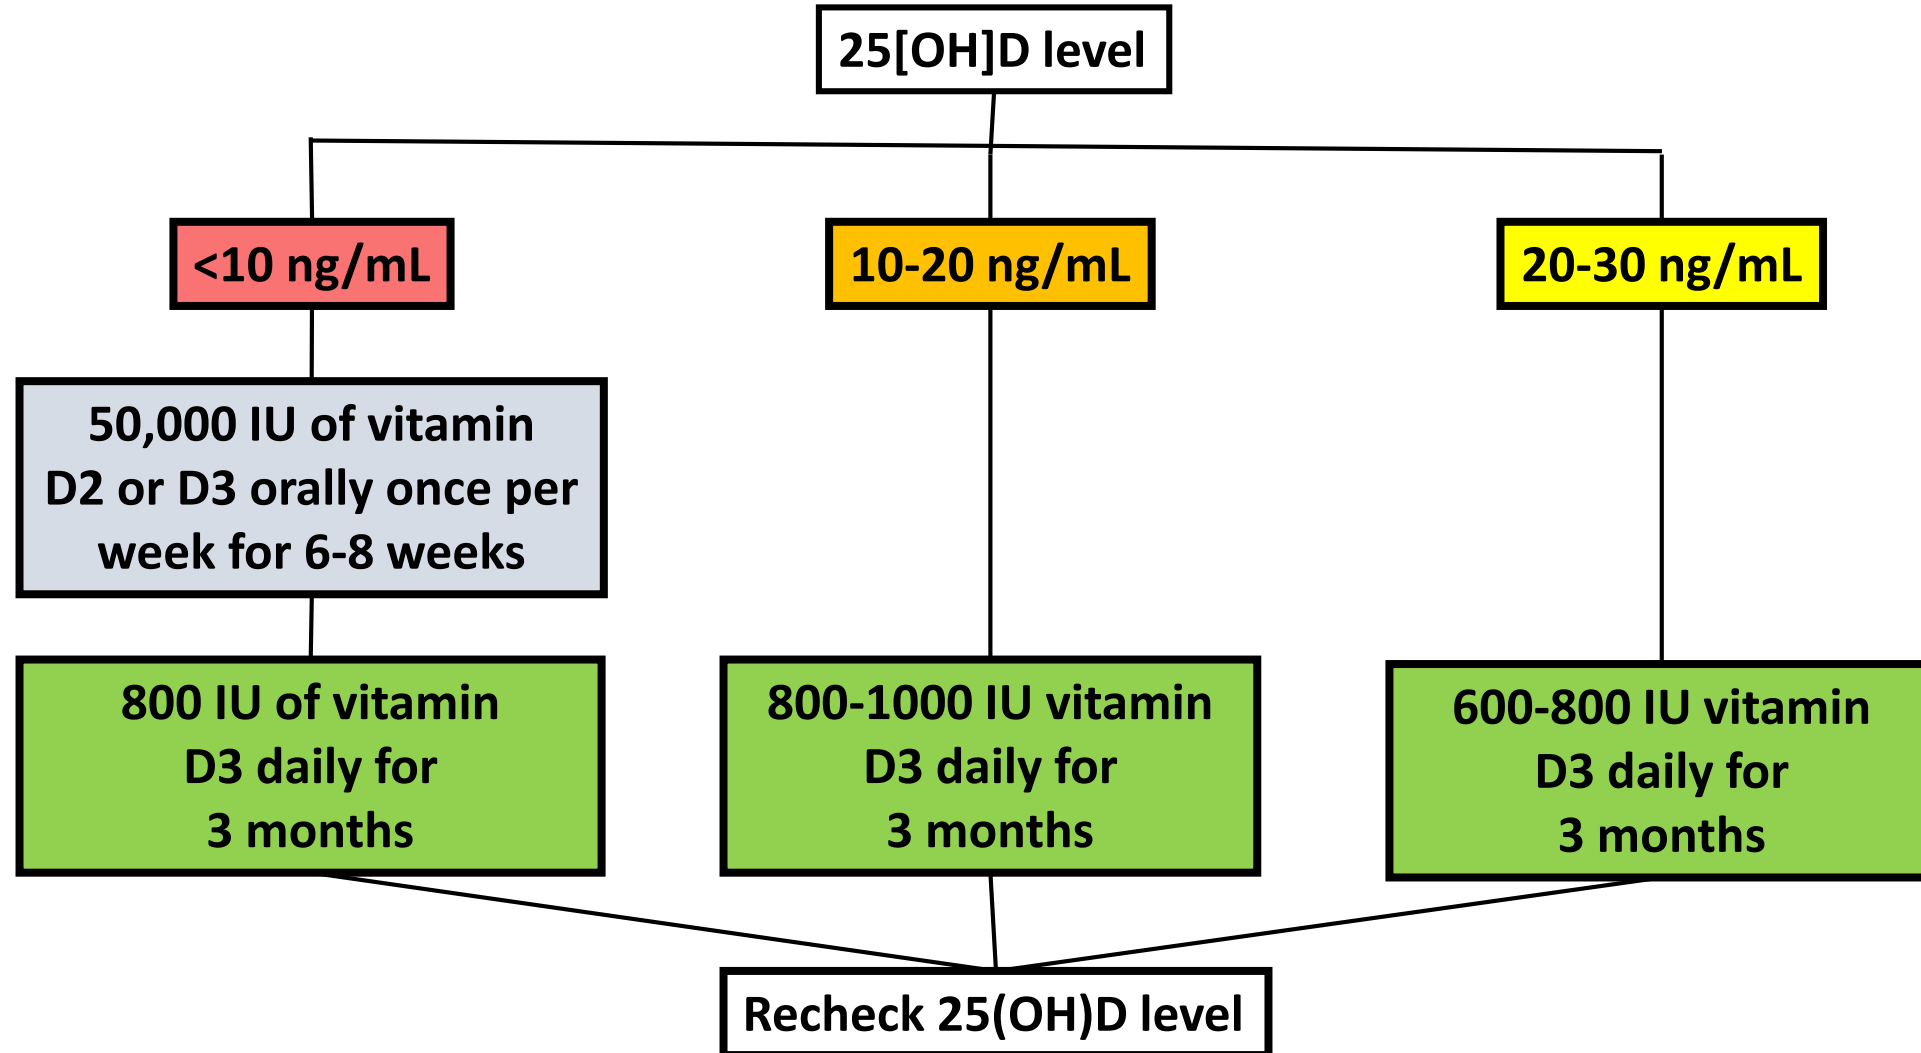 25[OH]D level
<10 ng/mL
10-20 ng/mL
20-30 ng/mL
50,000 IU of vitamin
D2 or D3 orally once per
week for 6-8 weeks
800 IU of vitamin
D3 daily for
3 months
800-1000 IU vitamin
D3 daily for
3 months
600-800 IU vitamin
D3 daily for
3 months
Recheck 25(OH)D level